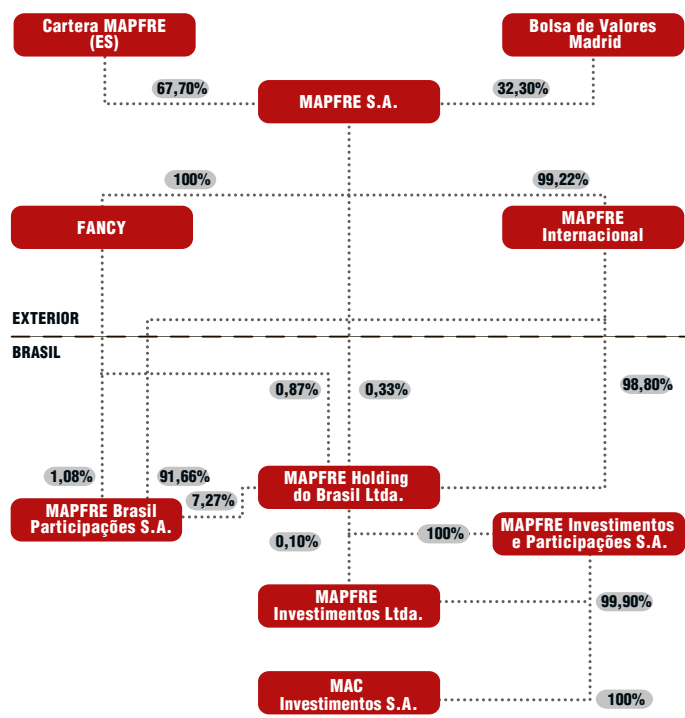 Cartera MAPFRE
(ES)
Bolsa de Valores
Madrid
67,70%
MAPFRE S.A.
32,30%
100%
99,22%
FANCY
MAPFRE
Internacional
EXTERIOR
BRASIL
0,87%
0,33%
98,80%
1,08%
91,66%
7,27%
MAPFRE Holding
do Brasil Ltda.
MAPFRE Brasil
Participações S.A.
0,10%
100%
MAPFRE Investimentos
e Participações S.A.
MAPFRE
Investimentos Ltda.
99,90%
MAC
Investimentos S.A.
100%